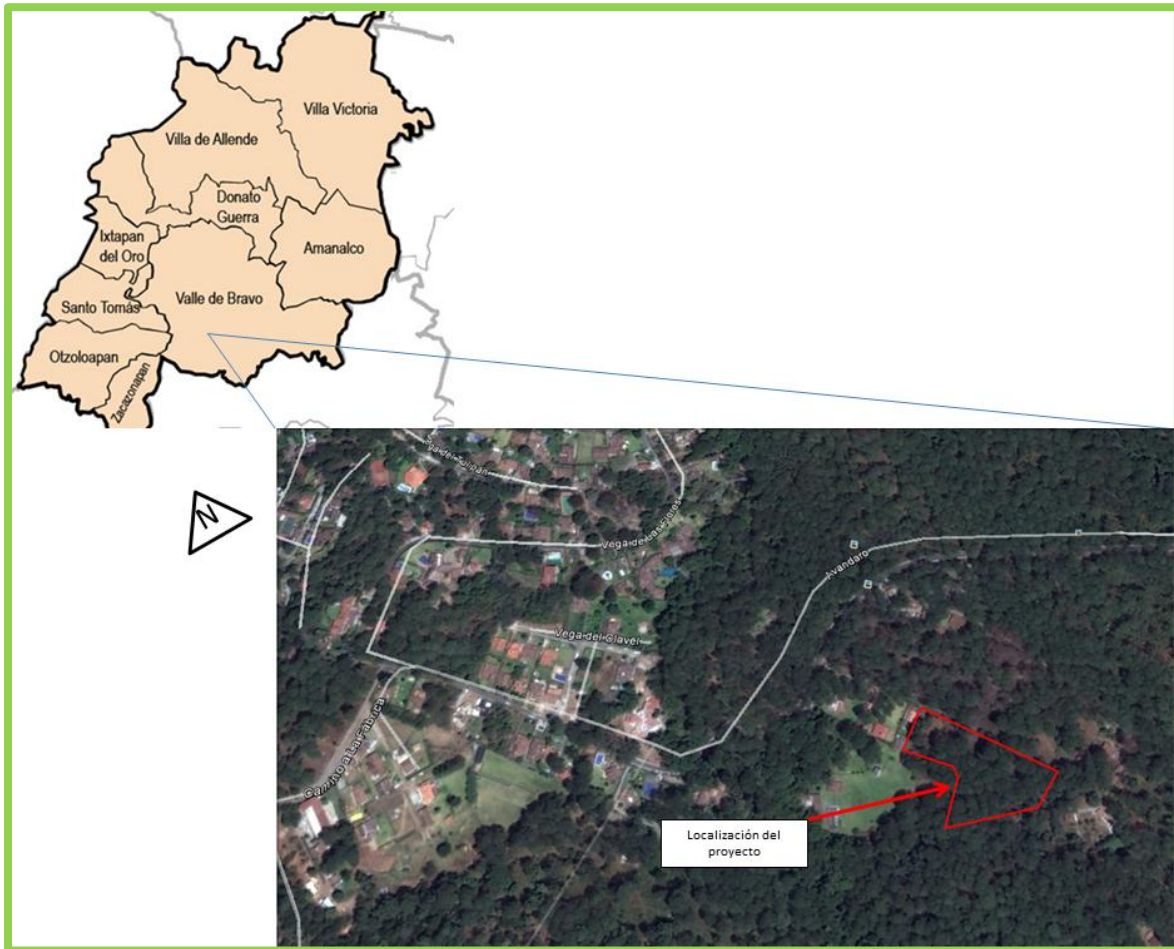 Villa Victoria
Villa de Allende
Donato
Guerra
Ixtapan
del Oro
Amanalco
Valle de Bravo
Santo Tomás
Otzoloapan
Zacazonapan
N
Vega de Las Flores
Avandaro
Vega del Clavel
Camino a La Fábrica
Localización del
proyecto